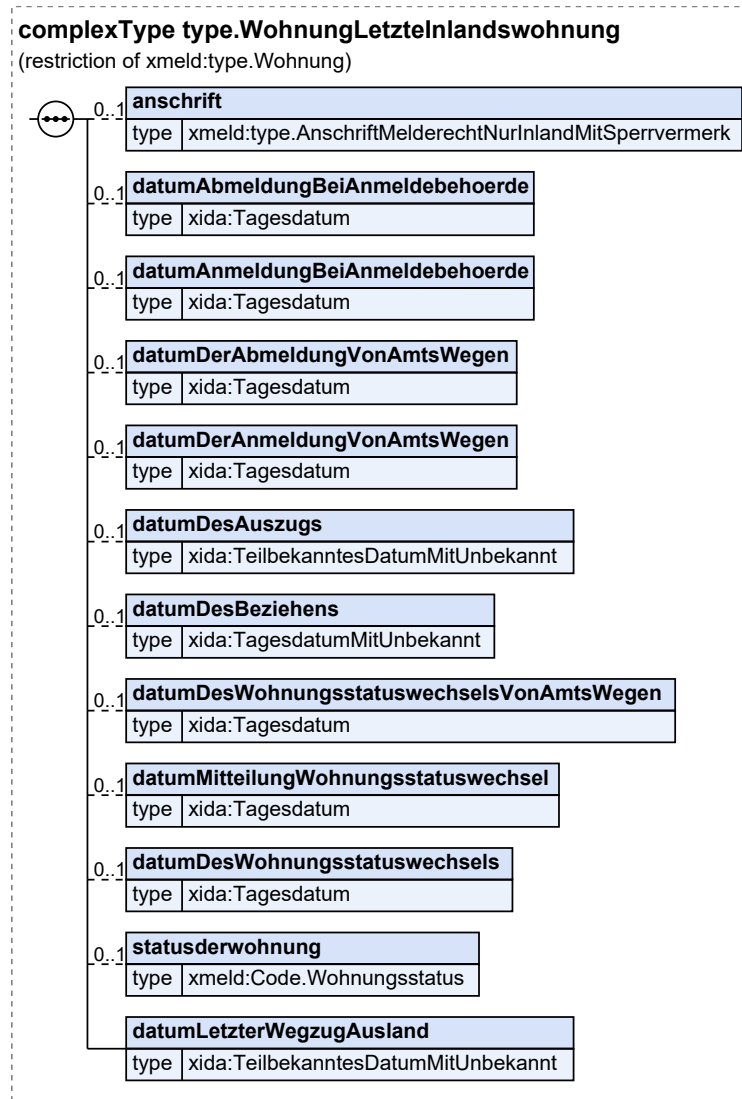 complexType type.WohnungLetzteInlandswohnung
(restriction of xmeld:type.Wohnung)
0..1 anschrift
type xmeld:type.AnschriftMelderechtNurInlandMitSperrvermerk
0..1 datumAbmeldungBeiAnmeldebehoerde
type xida:Tagesdatum
0..1 datumAnmeldungBeiAnmeldebehoerde
type xida:Tagesdatum
0..1 datumDerAbmeldungVonAmtsWegen
type xida:Tagesdatum
0..1 datumDerAnmeldungVonAmtsWegen
type xida:Tagesdatum
0..1 datumDesAuszugs
type xida:TeilbekanntesDatumMitUnbekannt
0..1 datumDesBeziehens
type xida:TagesdatumMitUnbekannt
0..1 datumDesWohnungsstatuswechselsVonAmtsWegen
type xida:Tagesdatum
0..1 datumMitteilungWohnungsstatuswechsel
type xida:Tagesdatum
0..1 datumDesWohnungsstatuswechsels
type xida:Tagesdatum
0..1 statusderwohnung
type xmeld:Code.Wohnungsstatus
datumLetzterWegzugAusland
type xida:TeilbekanntesDatumMitUnbekannt